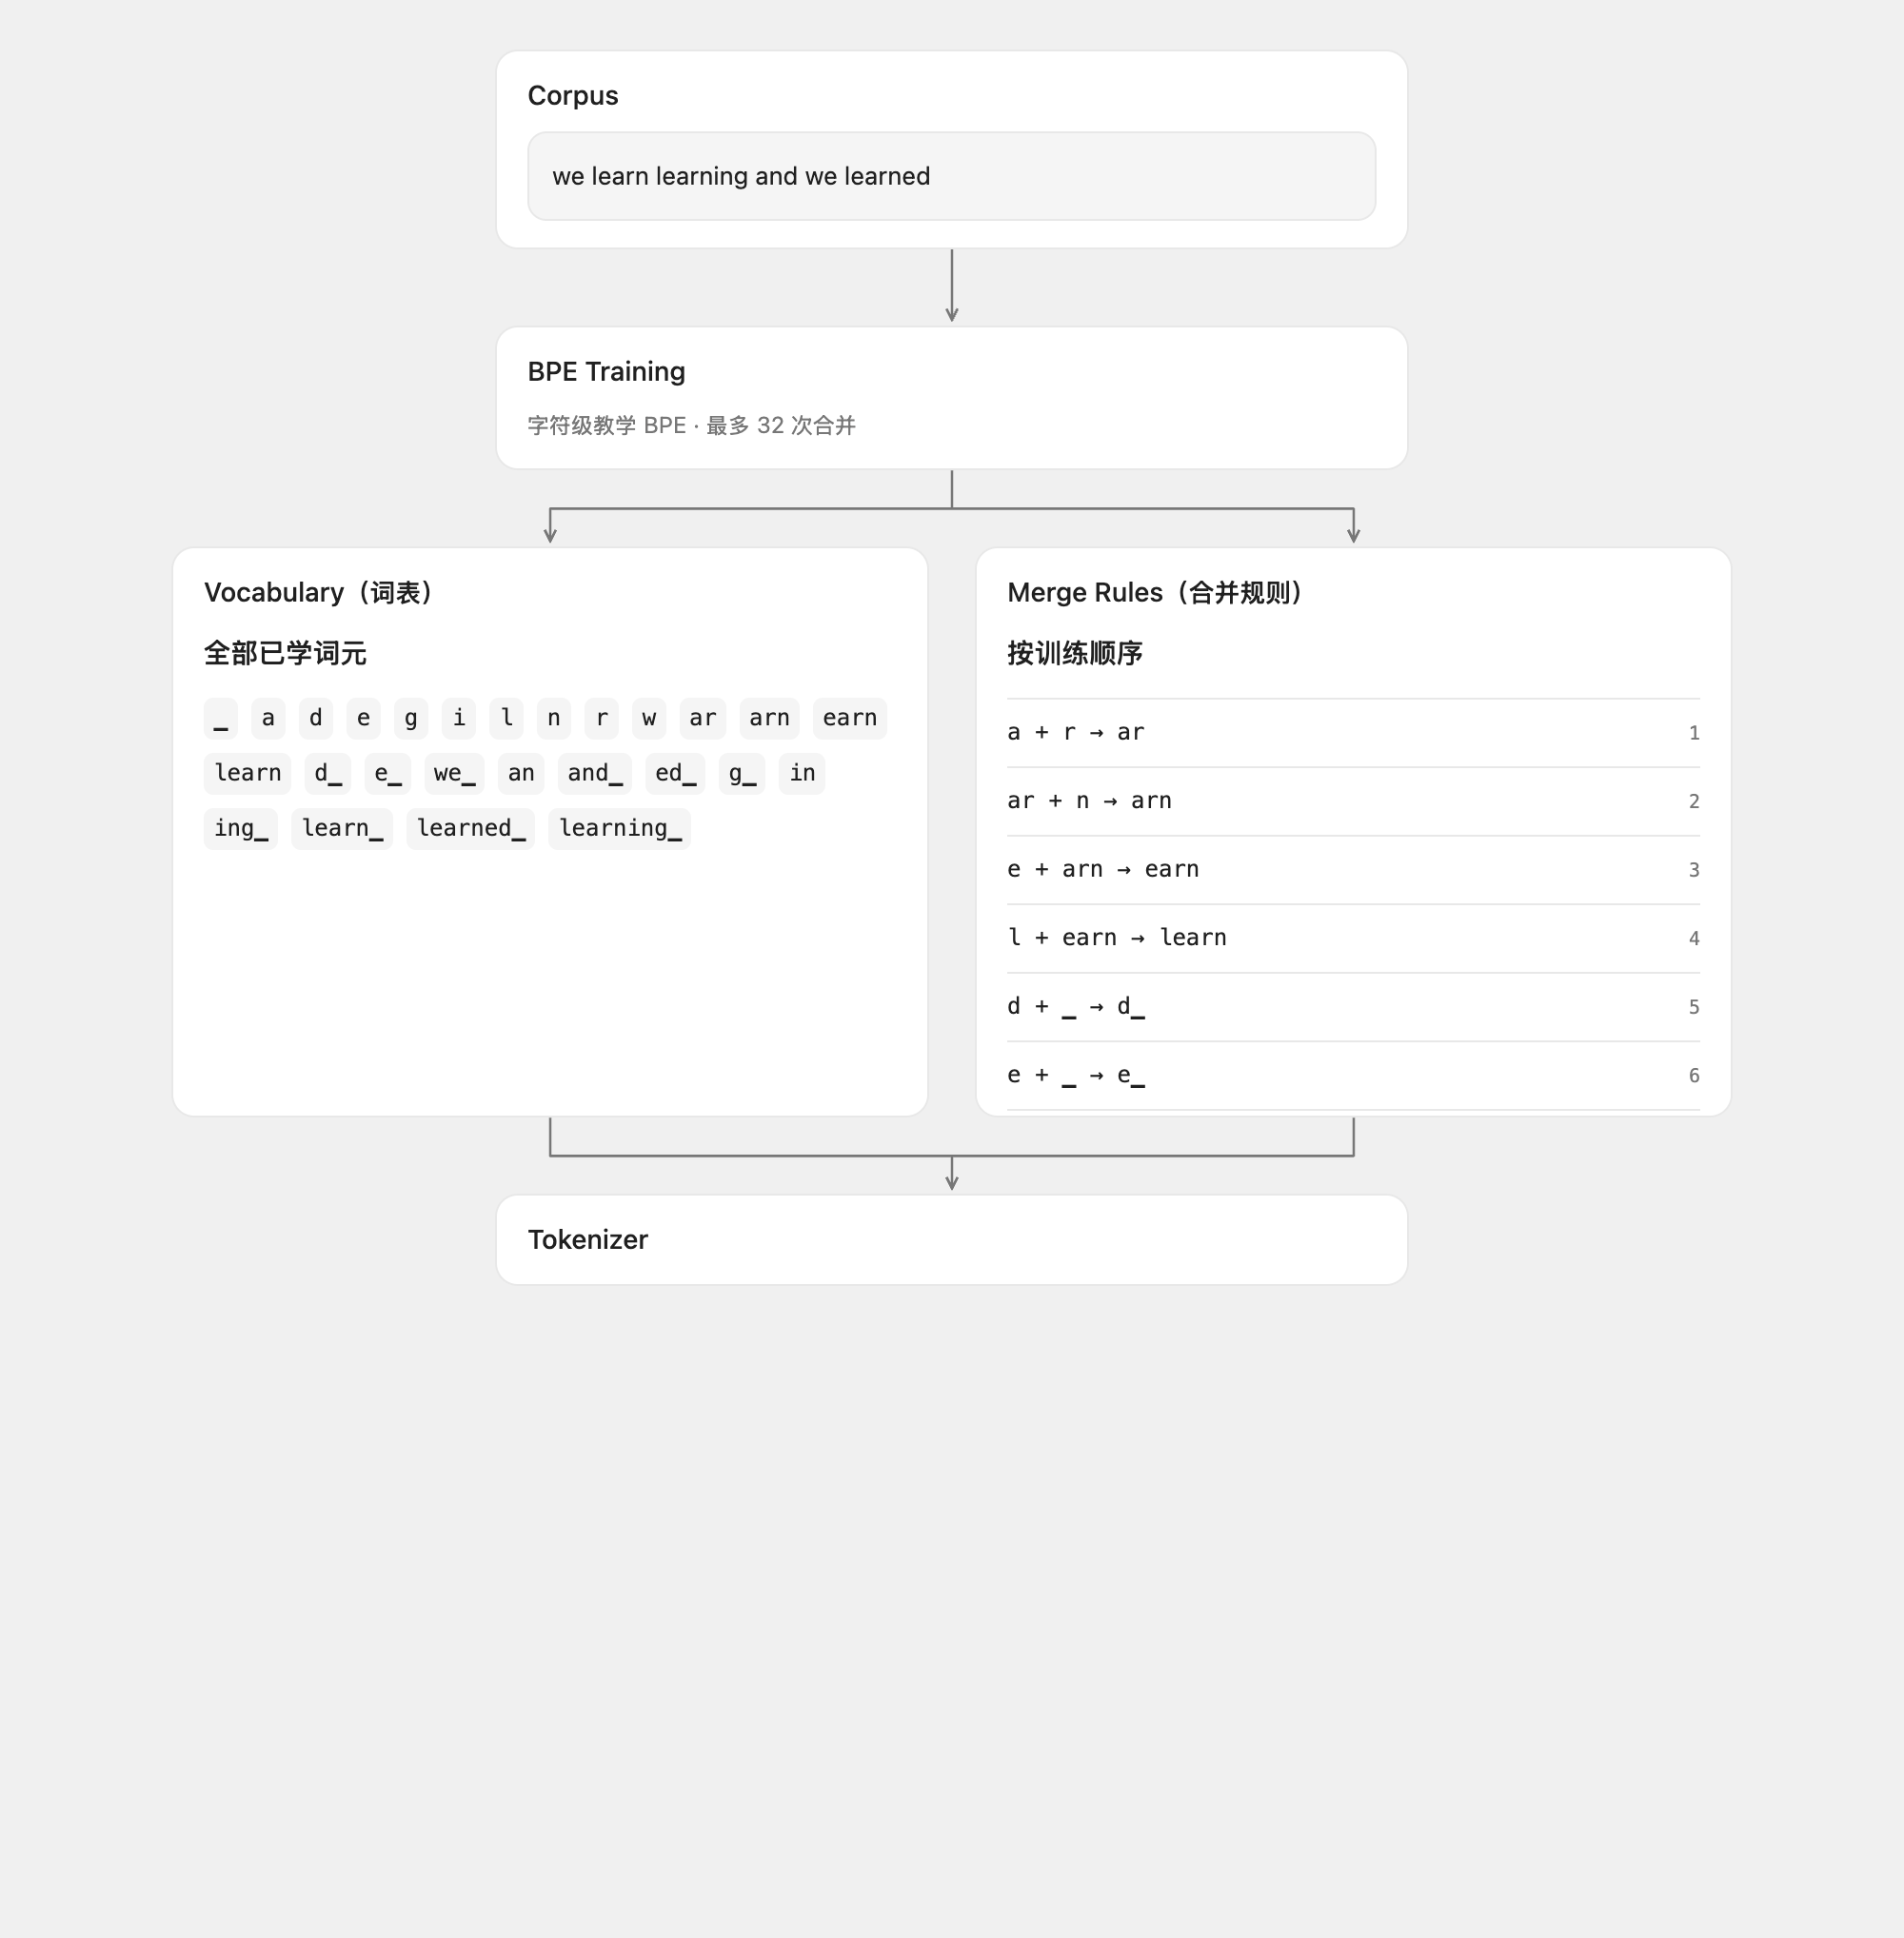 Corpus
we learn learning and we learned
BPE Training
字符级教学 BPE · 最多 32 次合并
Vocabulary（词表）
全部已学词元
_ a d e g i l n r w ar arn earn
learn d_ e_ we_ an and_ ed_ g_ in
ing_ learn_ learned_ learning_
Merge Rules（合并规则）
按训练顺序
a + r → ar 1
ar + n → arn 2
e + arn → earn 3
l + earn → learn 4
d + _ → d_ 5
e + _ → e_ 6
Tokenizer